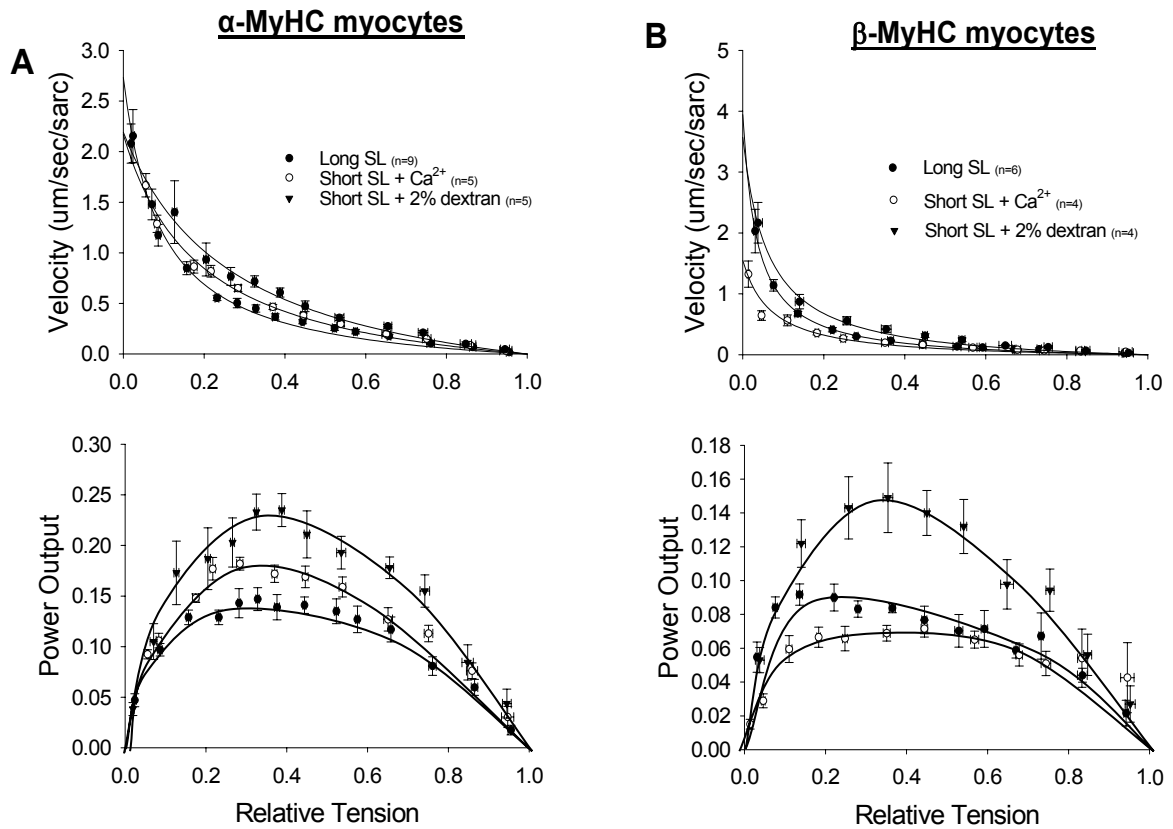 α-MyHC myocytes
β-MyHC myocytes
A
B
Velocity (um/sec/sarc)
3.0
2.5
2.0
1.5
1.0
0.5
0.0
Long SL (n=9)
Short SL + Ca2+ (n=5)
Short SL + 2% dextran (n=5)
0.0 0.2 0.4 0.6 0.8 1.0
Velocity (um/sec/sarc)
5
4
3
2
1
0
Long SL (n=6)
Short SL + Ca2+ (n=4)
Short SL + 2% dextran (n=4)
0.0 0.2 0.4 0.6 0.8 1.0
Power Output
0.30
0.25
0.20
0.15
0.10
0.05
0.00
0.0 0.2 0.4 0.6 0.8 1.0
Relative Tension
Power Output
0.18
0.16
0.14
0.12
0.10
0.08
0.06
0.04
0.02
0.00
0.0 0.2 0.4 0.6 0.8 1.0
Relative Tension